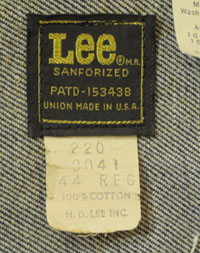 Lee ® M.R.
SANFORIZED
PATD-153438
UNION MADE IN U.S.A.
220
0041
44 REG
100% COTTON
H.D. LEE INC.